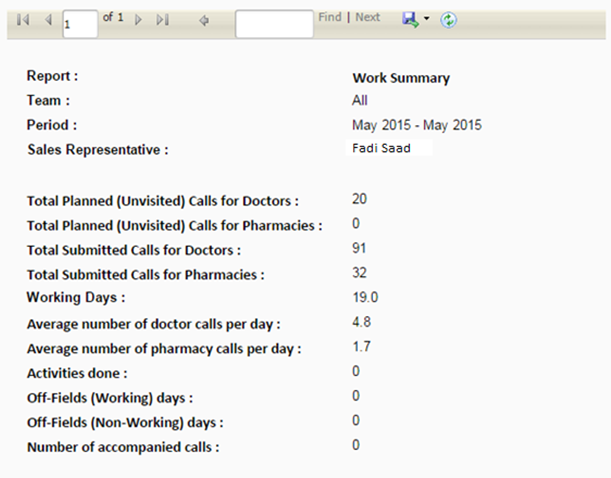 1 of 1 Find | Next
Report : Work Summary
Team : All
Period : May 2015 - May 2015
Sales Representative : Fadi Saad
Total Planned (Unvisited) Calls for Doctors : 20
Total Planned (Unvisited) Calls for Pharmacies : 0
Total Submitted Calls for Doctors : 91
Total Submitted Calls for Pharmacies : 32
Working Days : 19.0
Average number of doctor calls per day : 4.8
Average number of pharmacy calls per day : 1.7
Activities done : 0
Off-Fields (Working) days : 0
Off-Fields (Non-Working) days : 0
Number of accompanied calls : 0